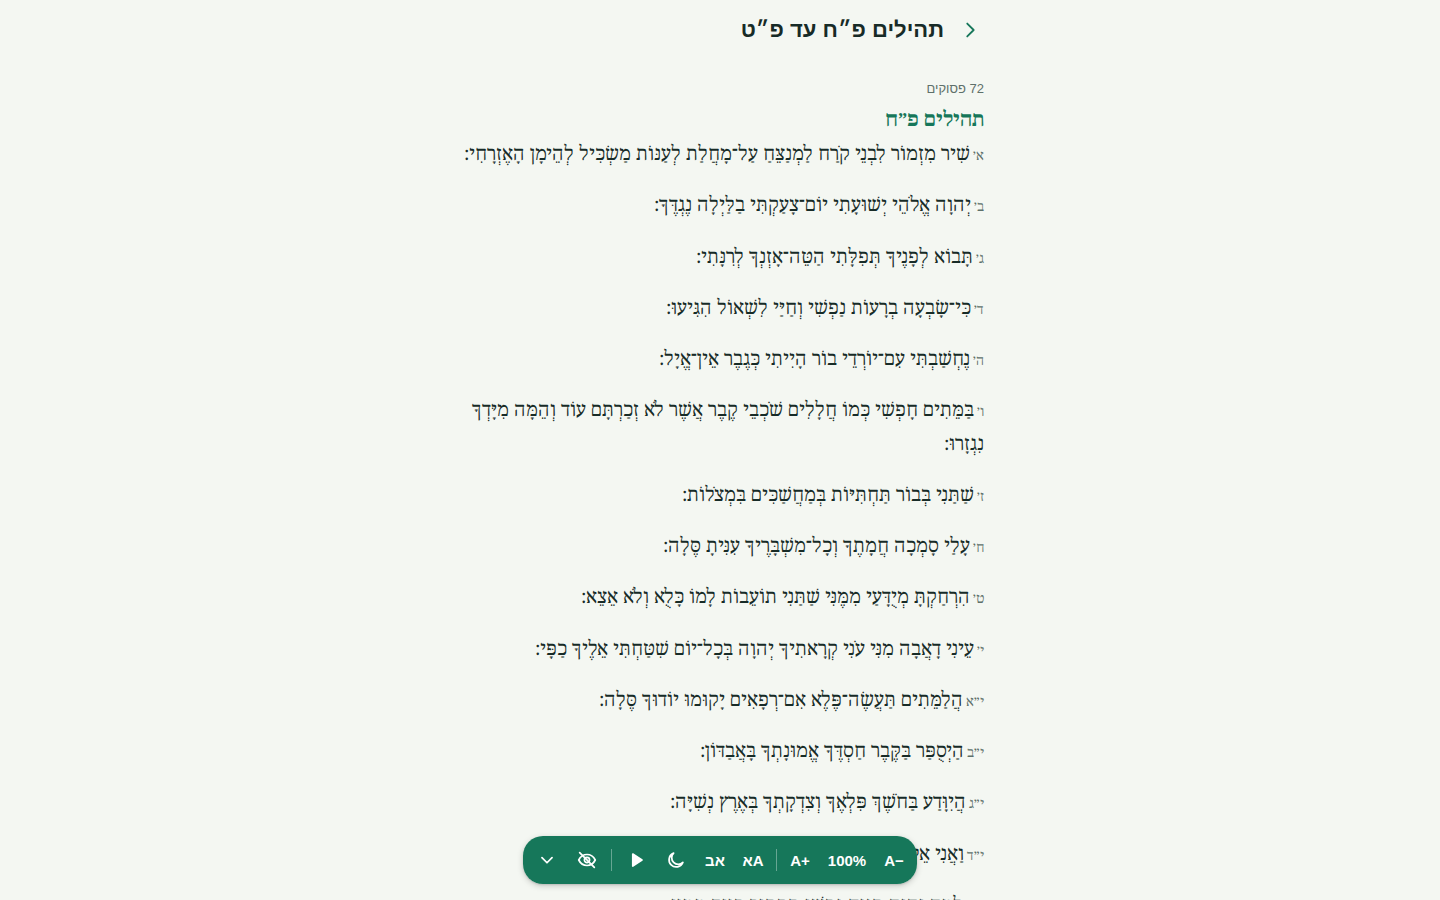 תהילים פ״ח עד פ״ט
72 פסוקים
תהילים פ״ח
א׳ שִׁיר מִזְמוֹר לִבְנֵי קֹרַח לַמְנַצֵּחַ עַל־מָחֲלַת לְעַנּוֹת מַשְׂכִּיל לְהֵימָן הָאֶזְרָחִי׃
ב׳ יְהוָה אֱלֹהֵי יְשׁוּעָתִי יוֹם־צָעַקְתִּי בַלַּיְלָה נֶגְדֶּךָ׃
ג׳ תָּבוֹא לְפָנֶיךָ תְּפִלָּתִי הַטֵּה־אָזְנְךָ לְרִנָּתִי׃
ד׳ כִּי־שָׂבְעָה בְרָעוֹת נַפְשִׁי וְחַיַּי לִשְׁאוֹל הִגִּיעוּ׃
ה׳ נֶחְשַׁבְתִּי עִם־יוֹרְדֵי בוֹר הָיִיתִי כְּגֶבֶר אֵין־אֱיָל׃
ו׳ בַּמֵּתִים חָפְשִׁי כְּמוֹ חֲלָלִים שֹׁכְבֵי קֶבֶר אֲשֶׁר לֹא זְכַרְתָּם עוֹד וְהֵמָּה מִיָּדְךָ
נִגְזָרוּ׃
ז׳ שַׁתַּנִי בְּבוֹר תַּחְתִּיּוֹת בְּמַחֲשַׁכִּים בִּמְצֹלוֹת׃
ח׳ עָלַי סָמְכָה חֲמָתֶךָ וְכָל־מִשְׁבָּרֶיךָ עִנִּיתָ סֶּלָה׃
ט׳ הִרְחַקְתָּ מְיֻדָּעַי מִמֶּנִּי שַׁתַּנִי תוֹעֵבוֹת לָמוֹ כָּלֻא וְלֹא אֵצֵא׃
י׳ עֵינִי דָאֲבָה מִנִּי עֹנִי קְרָאתִיךָ יְהוָה בְּכָל־יוֹם שִׁטַּחְתִּי אֵלֶיךָ כַפָּי׃
י״א הֲלַמֵּתִים תַּעֲשֶׂה־פֶּלֶא אִם־רְפָאִים יָקוּמוּ יוֹדוּךָ סֶּלָה׃
י״ב הַיְסֻפַּר בַּקֶּבֶר חַסְדֶּךָ אֱמוּנָתְךָ בָּאֲבַדּוֹן׃
י״ג הֲיִוָּדַע בַּחֹשֶׁךְ פִּלְאֶךָ וְצִדְקָתְךָ בְּאֶרֶץ נְשִׁיָּה׃
י״ד וַאֲנִי
A− 100% A+ אA אב